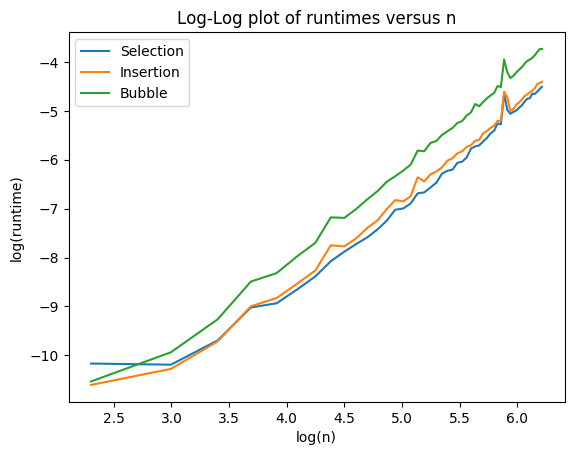 Log-Log plot of runtimes versus n
Selection
Insertion
Bubble
log(runtime)
−4
−5
−6
−7
−8
−9
−10
2.5 3.0 3.5 4.0 4.5 5.0 5.5 6.0
log(n)